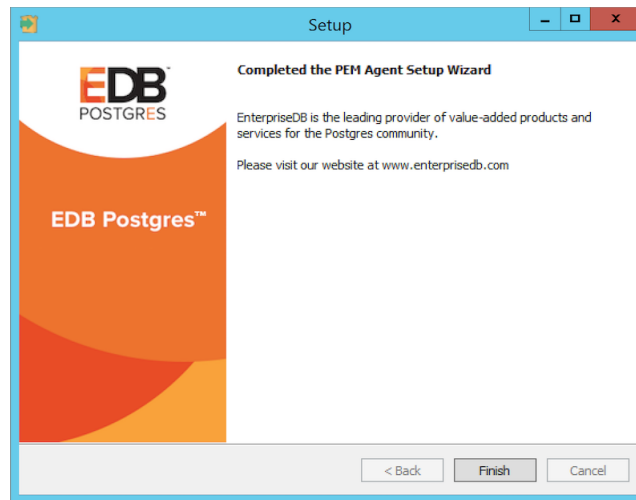 Setup
EDB™
POSTGRES
EDB Postgres™
Completed the PEM Agent Setup Wizard
EnterpriseDB is the leading provider of value-added products and
services for the Postgres community.
Please visit our website at www.enterprisedb.com
< Back
Finish
Cancel